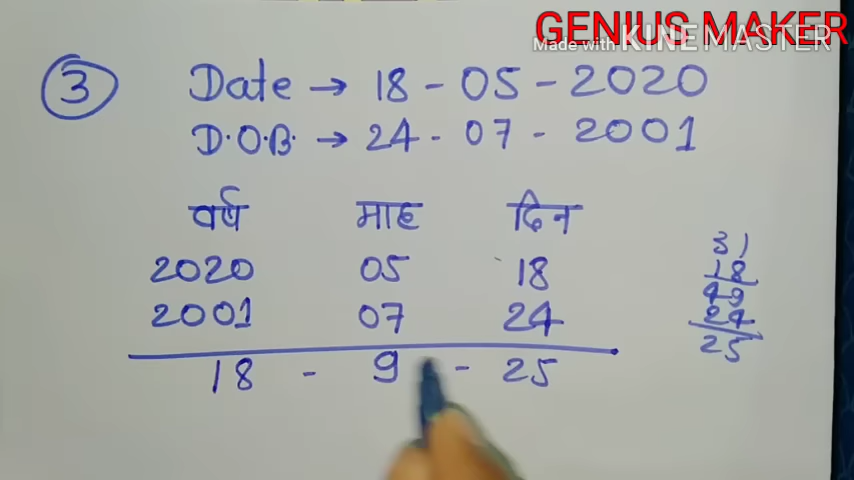 GENIUS MAKER
Made with KINEMASTER
3 Date → 18 - 05 - 2020
D.O.B. → 24 - 07 - 2001
वर्ष माह दिन
2020 05 18
2001 07 24
18 - 9 - 25
31
18
49
24
25